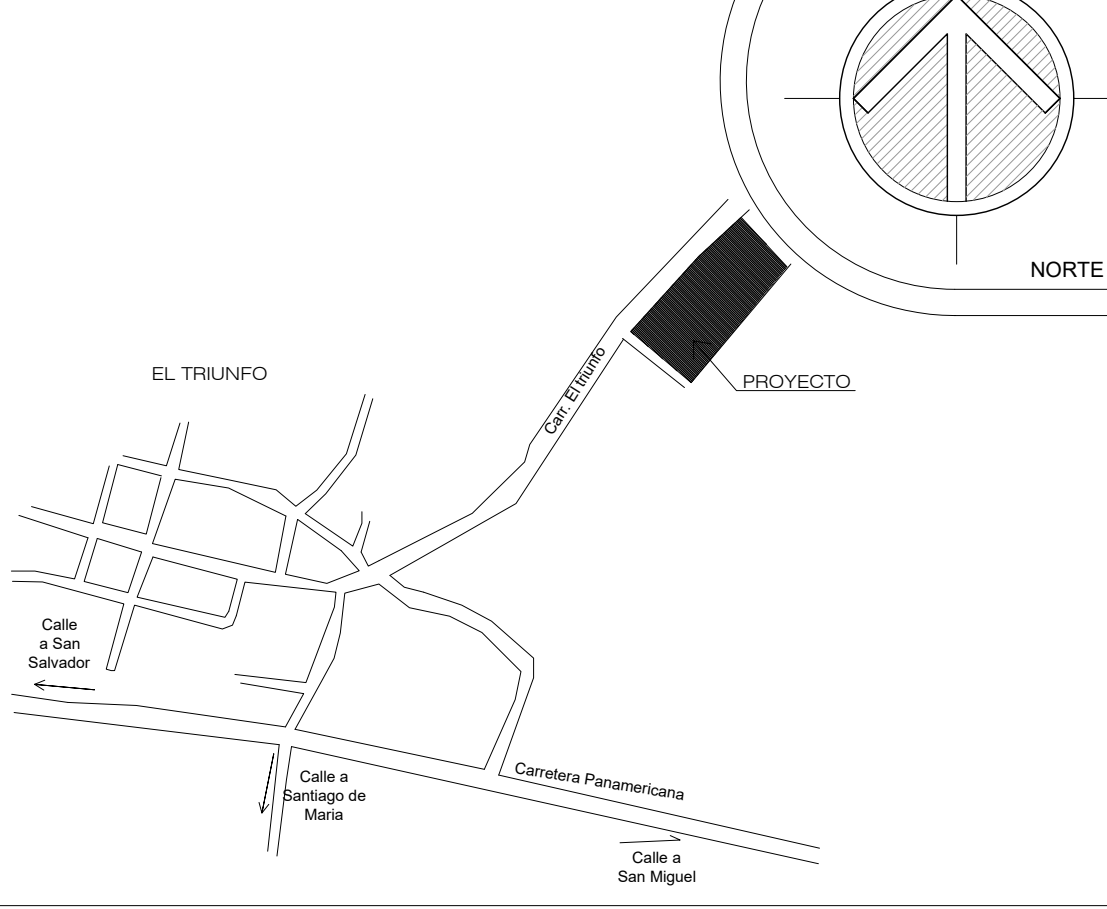 NORTE
EL TRIUNFO
PROYECTO
Carr. El triunfo
Calle
a San
Salvador
Carretera Panamericana
Calle a
Santiago de
Maria
Calle a
San Miguel